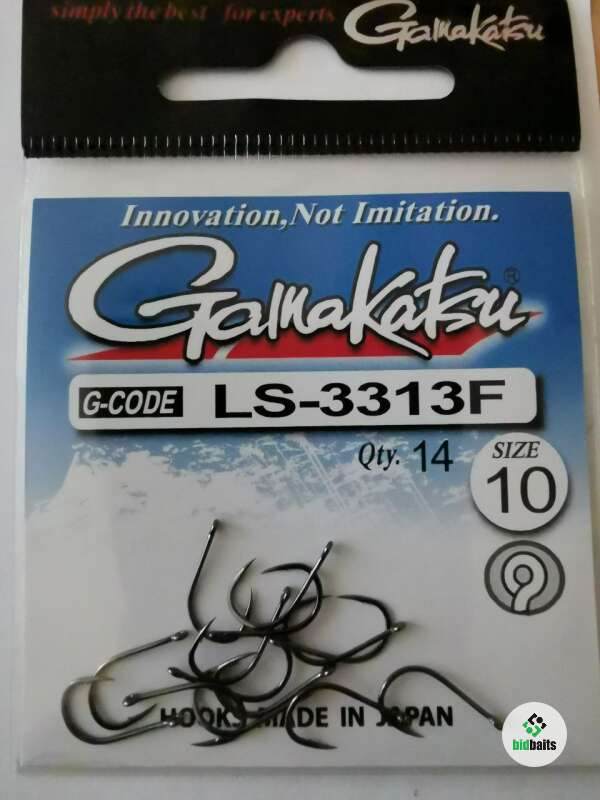 simply the best for experts
Gamakatsu
Innovation,Not Imitation.
Gamakatsu®
G-CODE LS-3313F
Qty. 14
SIZE
10
HOOKS MADE IN JAPAN
bidbaits